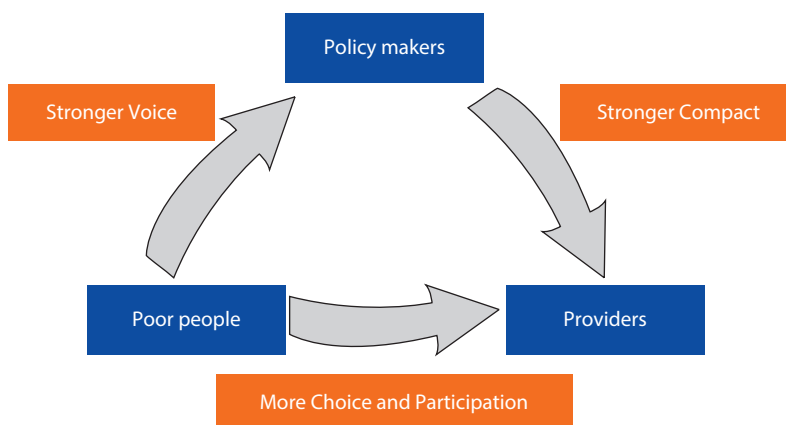 Policy makers
Stronger Voice
Stronger Compact
Poor people
Providers
More Choice and Participation